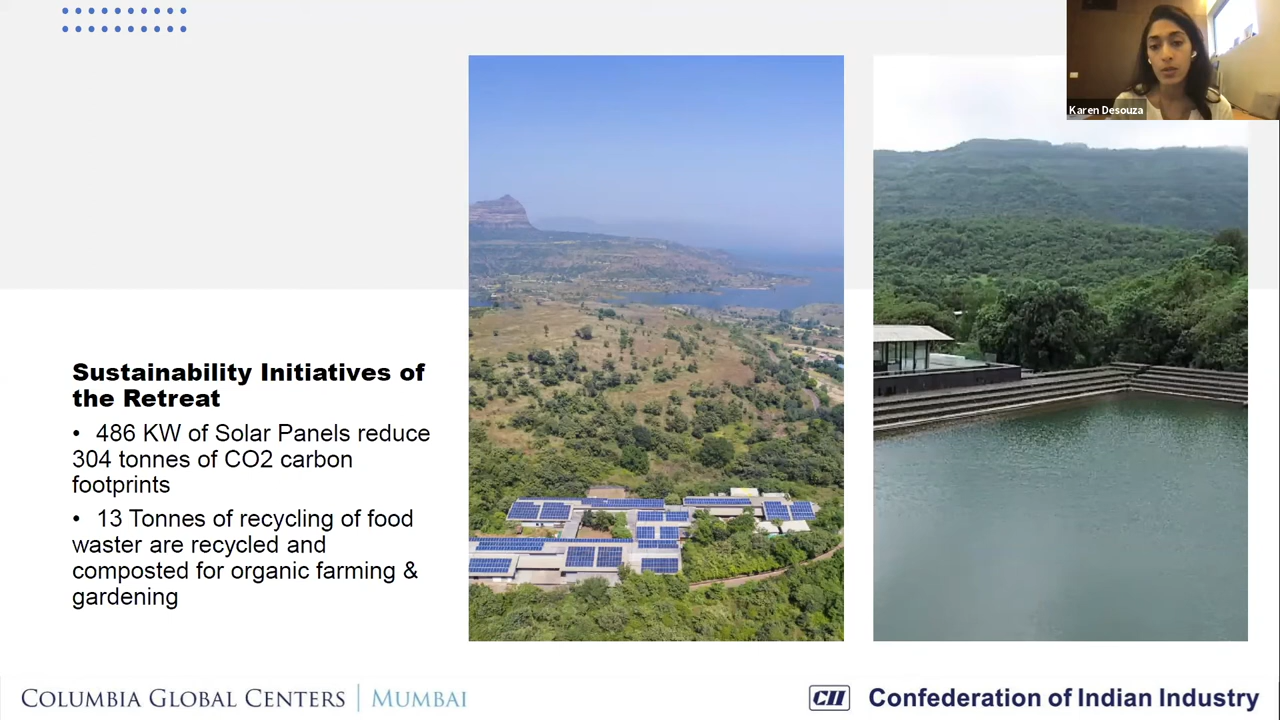 Karen Desouza
Sustainability Initiatives of
the Retreat
• 486 KW of Solar Panels reduce
304 tonnes of CO2 carbon
footprints
• 13 Tonnes of recycling of food
waster are recycled and
composted for organic farming &
gardening
COLUMBIA GLOBAL CENTERS | MUMBAI
CII Confederation of Indian Industry